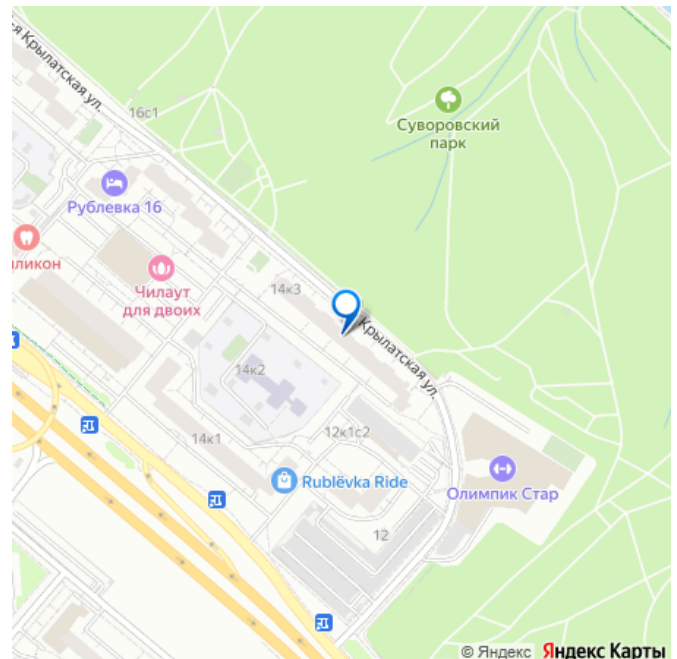 ся Крылатская ул.
16с1
Суворовский
парк
Рублевка 16
ликон
Чилаут
для двоих
14к3
Крылатская ул.
14к2
14к1
12к1с2
Rublёvka Ride
Олимпик Стар
12
© Яндекс Яндекс Карты